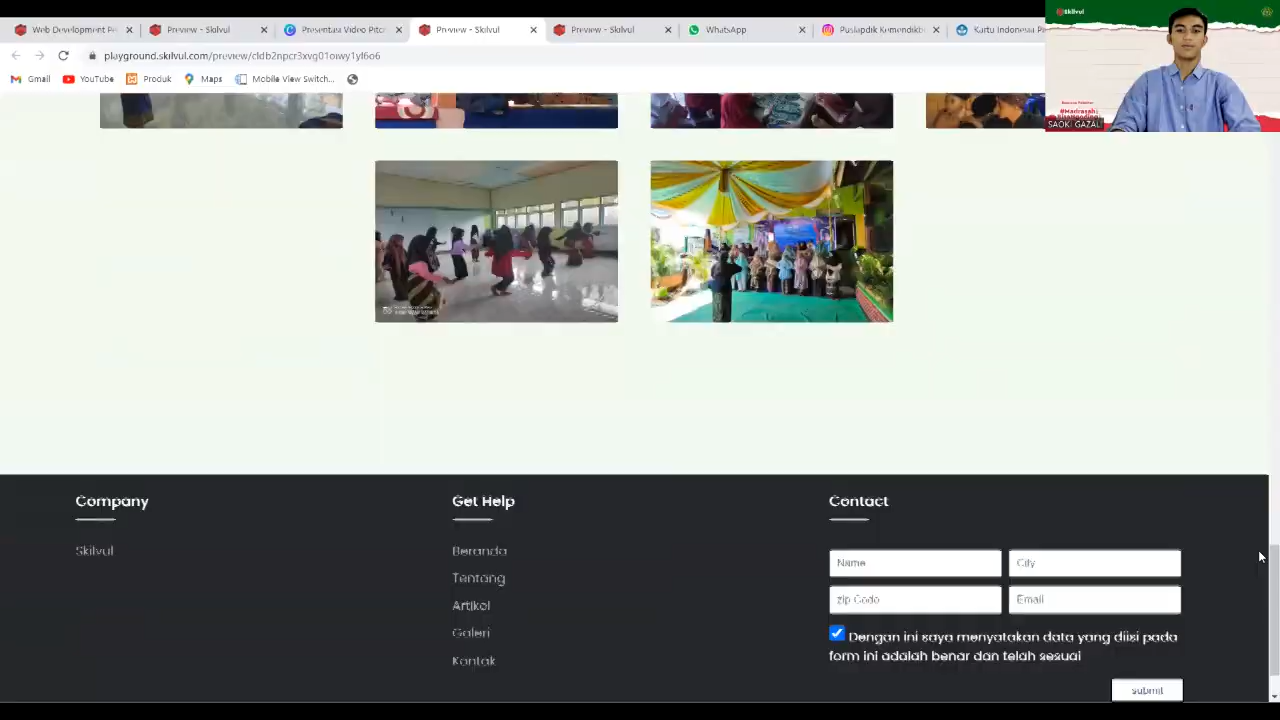 Web Development Pi
Preview - Skilvul
Presentasi Video Pitch
Preview - Skilvul
Preview - Skilvul
WhatsApp
Puslapdik Kemendikb
Kartu Indonesia Pi
playground.skilvul.com/preview/cldb2npcr3xvg01owy1yl6o6
Gmail
YouTube
Produk
Maps
Mobile View Switch...
Skilvul
SAOKI GAZALI
Company
Get Help
Contact
Skilvul
Beranda
Tentang
Artikel
Galeri
Kontak
Name
City
zip Code
Email
Dengan ini saya menyatakan data yang diisi pada
form ini adalah benar dan telah sesuai
submit